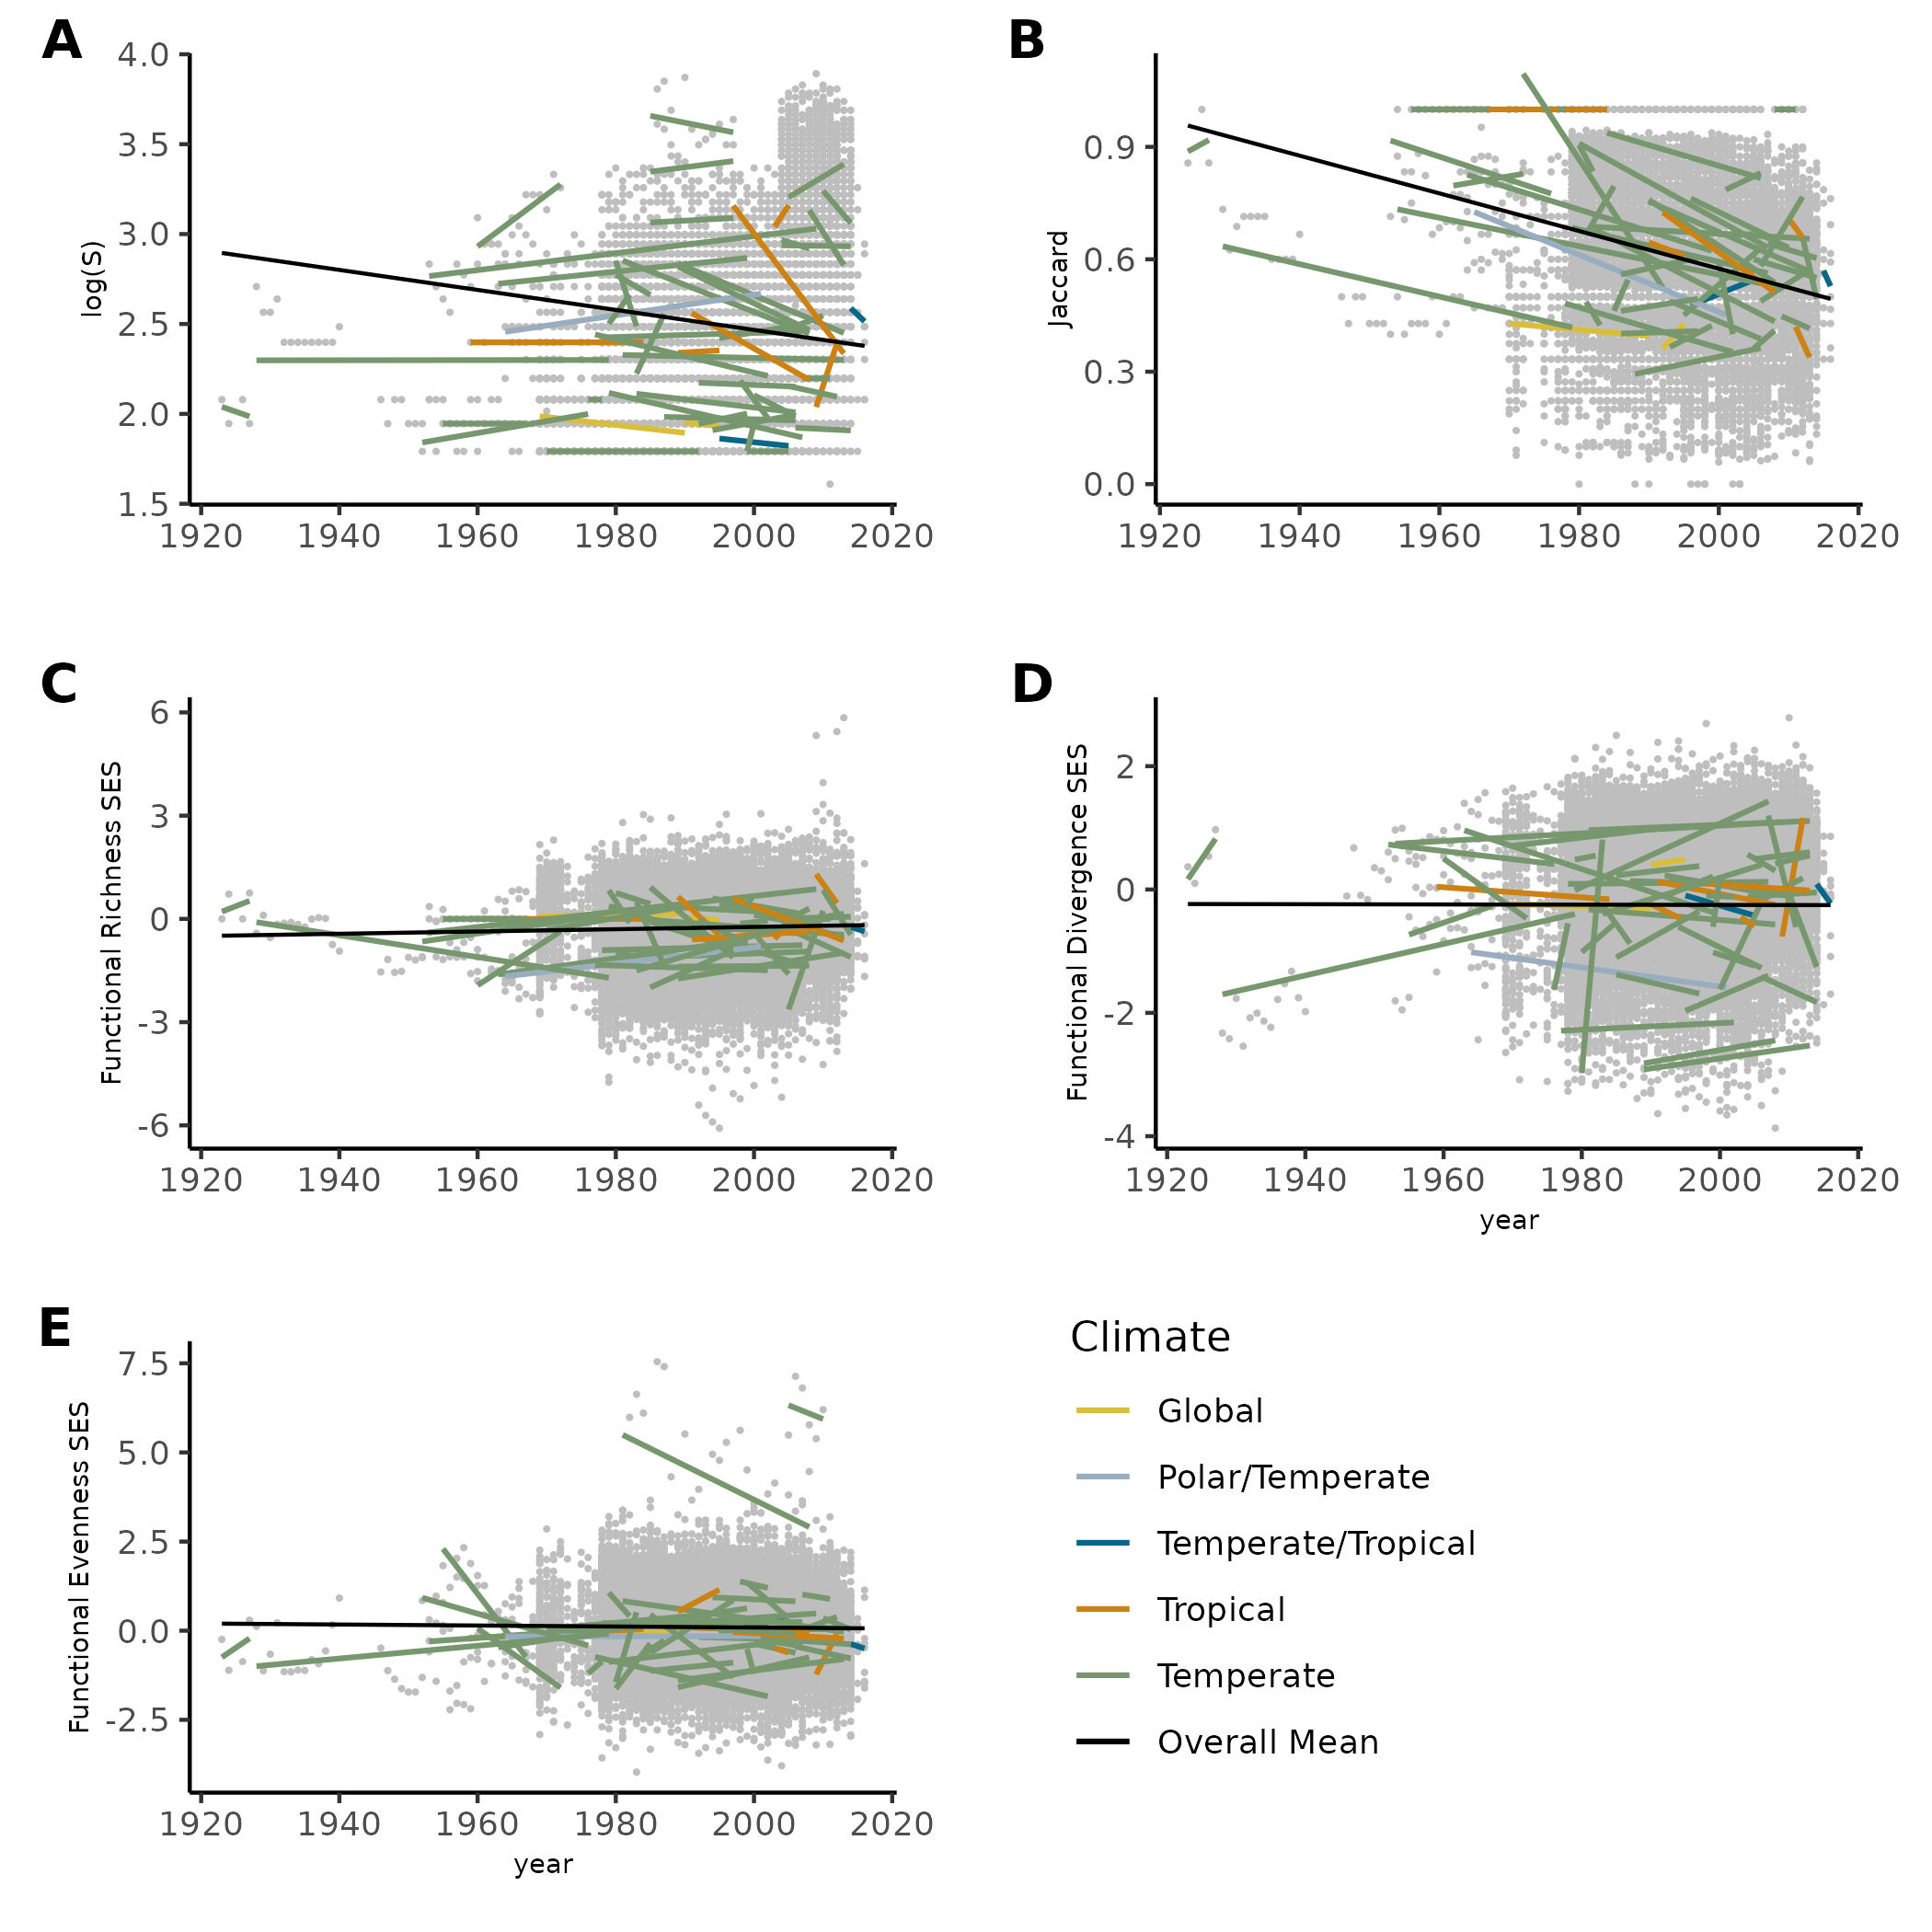 A
4.0
3.5
3.0
2.5
2.0
1.5
log(S)
1920 1940 1960 1980 2000 2020
B
0.9
0.6
0.3
0.0
Jaccard
1920 1940 1960 1980 2000 2020
C
6
3
0
-3
-6
Functional Richness SES
1920 1940 1960 1980 2000 2020
D
2
0
-2
-4
Functional Divergence SES
1920 1940 1960 1980 2000 2020
year
E
7.5
5.0
2.5
0.0
-2.5
Functional Evenness SES
1920 1940 1960 1980 2000 2020
year
Climate
Global
Polar/Temperate
Temperate/Tropical
Tropical
Temperate
Overall Mean